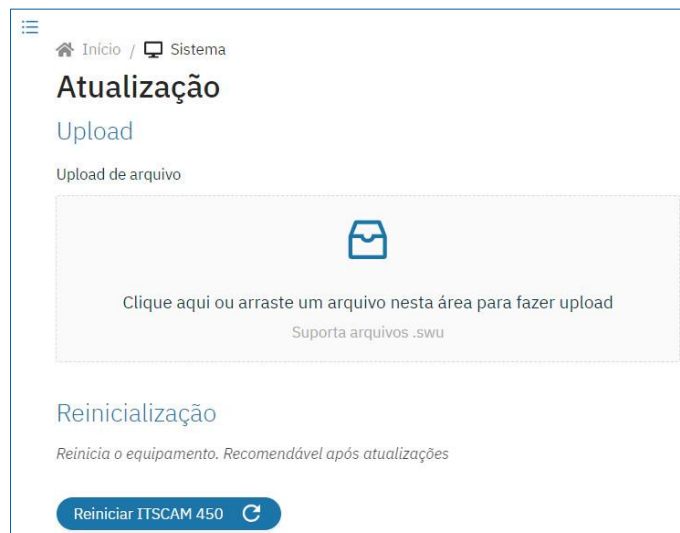 Início / Sistema
Atualização
Upload
Upload de arquivo
Clique aqui ou arraste um arquivo nesta área para fazer upload
Suporta arquivos .swu
Reinicialização
Reinicia o equipamento. Recomendável após atualizações
Reiniciar ITSCAM 450